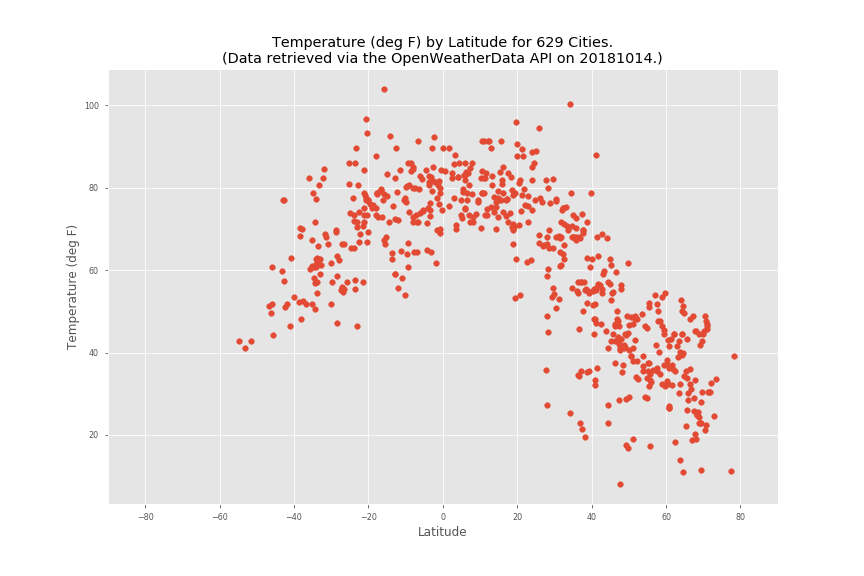 Temperature (deg F) by Latitude for 629 Cities.
(Data retrieved via the OpenWeatherData API on 20181014.)
Temperature (deg F)
100
80
60
40
20
−80 −60 −40 −20 0 20 40 60 80
Latitude